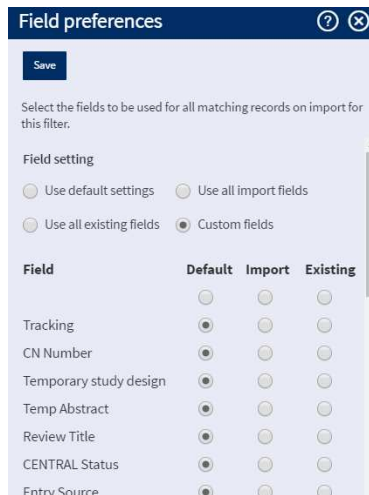 Field preferences ?
Save
Select the fields to be used for all matching records on import for
this filter.
Field setting
Use default settings Use all import fields
Use all existing fields Custom fields
Field Default Import Existing
Tracking
CN Number
Temporary study design
Temp Abstract
Review Title
CENTRAL Status
Entry Source